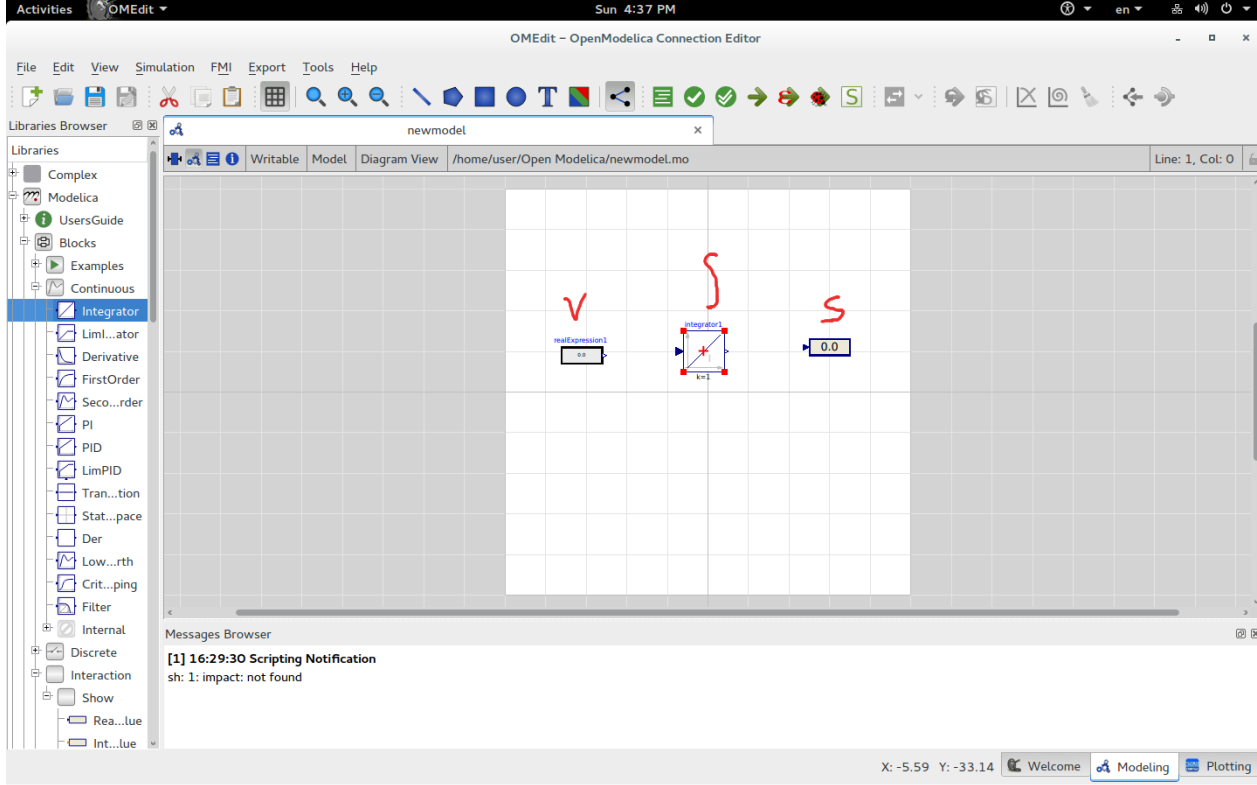 Activities OMEdit Sun 4:37 PM en
OMEdit - OpenModelica Connection Editor
File Edit View Simulation FMI Export Tools Help
T S
Libraries Browser newmodel
Libraries
Writable Model Diagram View /home/user/Open Modelica/newmodel.mo Line: 1, Col: 0
Complex
Modelica
UsersGuide
Blocks
Examples
Continuous
Integrator
LimI...ator
Derivative
FirstOrder
Seco...rder
PI
PID
LimPID
Tran...tion
Stat...pace
Der
Low...rth
Crit...ping
Filter
Internal
Discrete
Interaction
Show
Rea...lue
Int...lue
V ∫ S
realExpression1 integrator1
0.0 I 0.0
k=1
Messages Browser
[1] 16:29:30 Scripting Notification
sh: 1: impact: not found
X: -5.59 Y: -33.14 Welcome Modeling Plotting